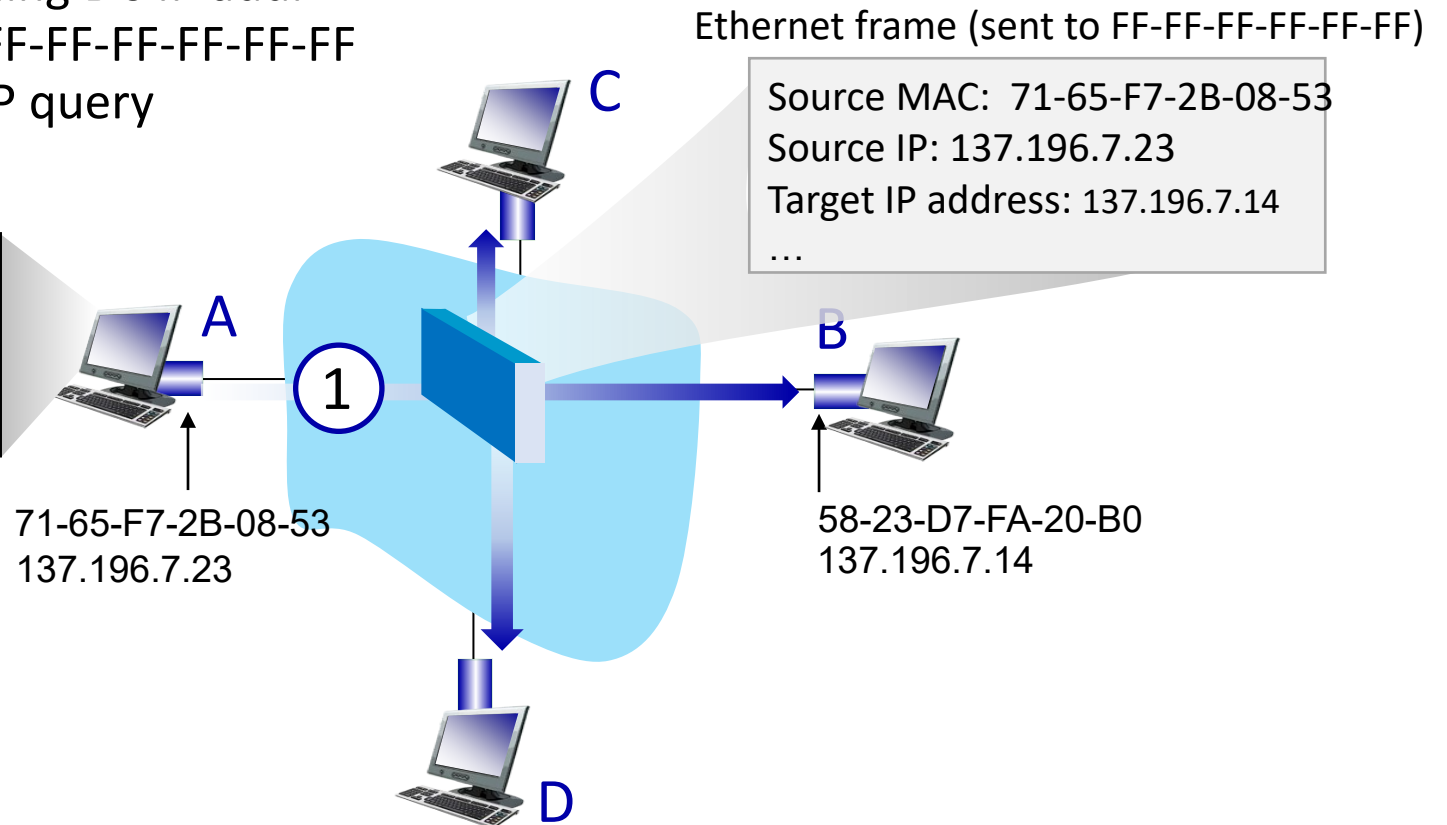 FF-FF-FF-FF-FF-FF
P query
Ethernet frame (sent to FF-FF-FF-FF-FF-FF)
Source MAC: 71-65-F7-2B-08-53
Source IP: 137.196.7.23
Target IP address: 137.196.7.14
…
C
A
B
1
71-65-F7-2B-08-53
137.196.7.23
58-23-D7-FA-20-B0
137.196.7.14
D